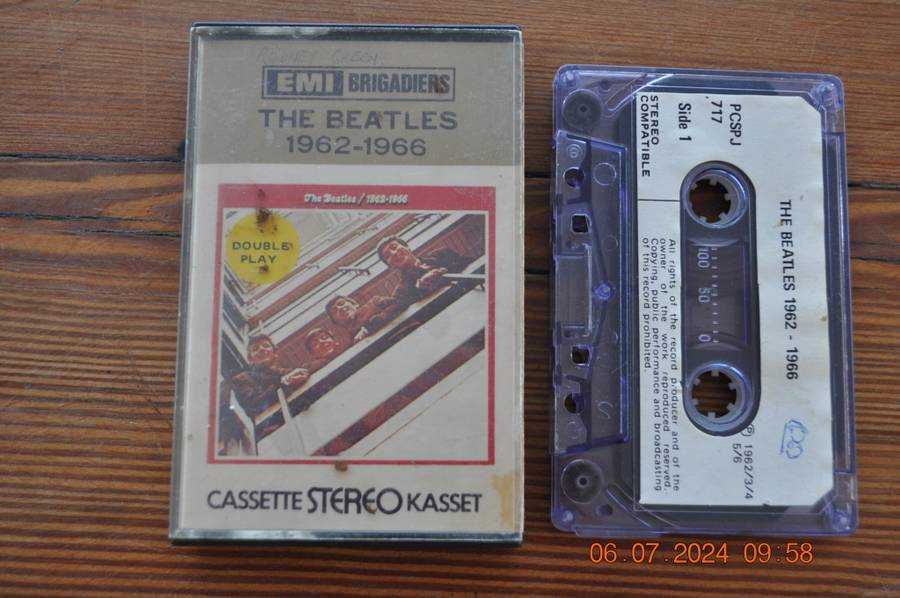 EMI BRIGADIERS
THE BEATLES
1962-1966
The Beatles / 1962-1966
DOUBLE
PLAY
CASSETTE STEREO KASSET
PCSPJ
717
Side 1
STEREO
COMPATIBLE
THE BEATLES 1962 - 1966
100 50 0
All rights of the record producer and of the
owner of the work reproduced reserved.
Copying, public performance and broadcasting
of this record prohibited.
℗ 1962/3/4
5/6
06.07.2024 09:58